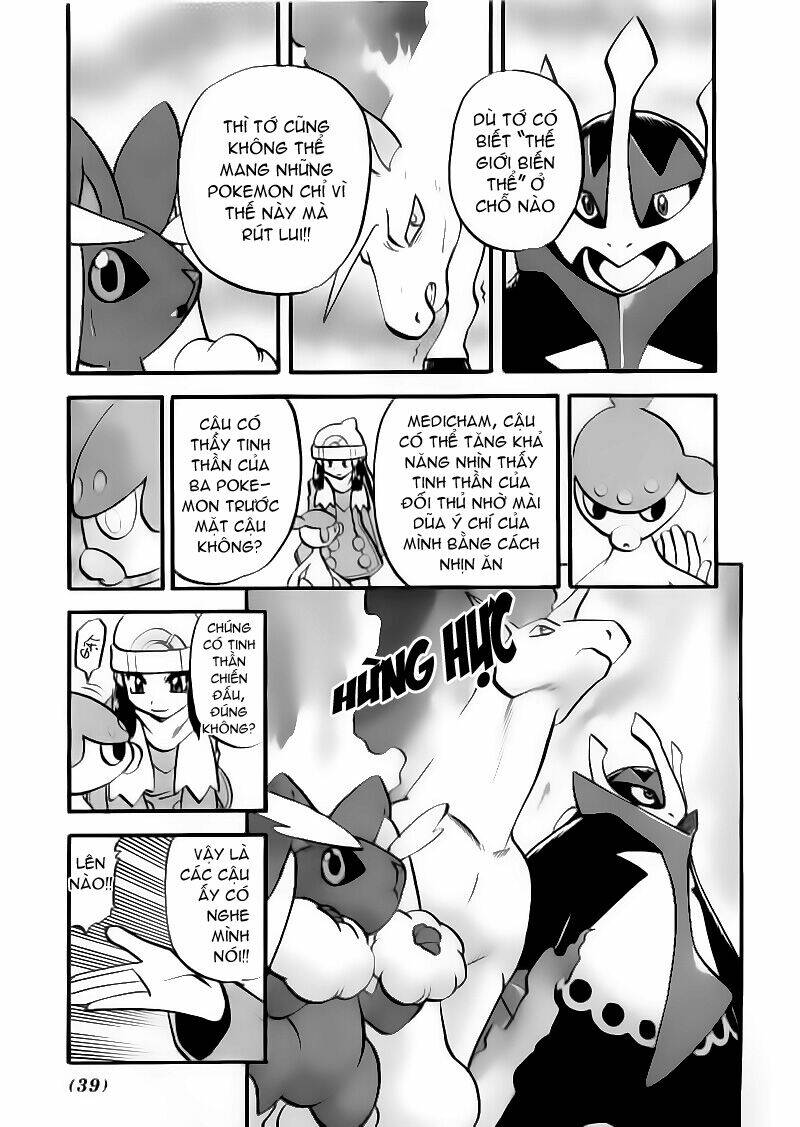 DÙ TỚ CÓ
BIẾT "THẾ
GIỚI BIẾN
THỂ" Ở
CHỖ NÀO
THÌ TỚ CŨNG
KHÔNG THỂ
MANG NHỮNG
POKEMON CHỈ VÌ
THẾ NÀY MÀ
RÚT LUI!!
MEDICHAM, CẬU
CÓ THỂ TĂNG KHẢ
NĂNG NHÌN THẤY
TINH THẦN CỦA
ĐỐI THỦ NHỜ MÀI
DŨA Ý CHÍ CỦA
MÌNH BẰNG CÁCH
NHỊN ĂN
CẬU CÓ
THẤY TINH
THẦN CỦA
BA POKE-
MON TRƯỚC
MẶT CẬU
KHÔNG?
HỪNG HỰC
CHÚNG
CÓ TINH
THẦN
CHIẾN
ĐẤU,
ĐÚNG
KHÔNG?
VẬY LÀ
CÁC CẬU
ẤY CÓ
NGHE
MÌNH
NÓI!!
LÊN
NÀO!!
(39)